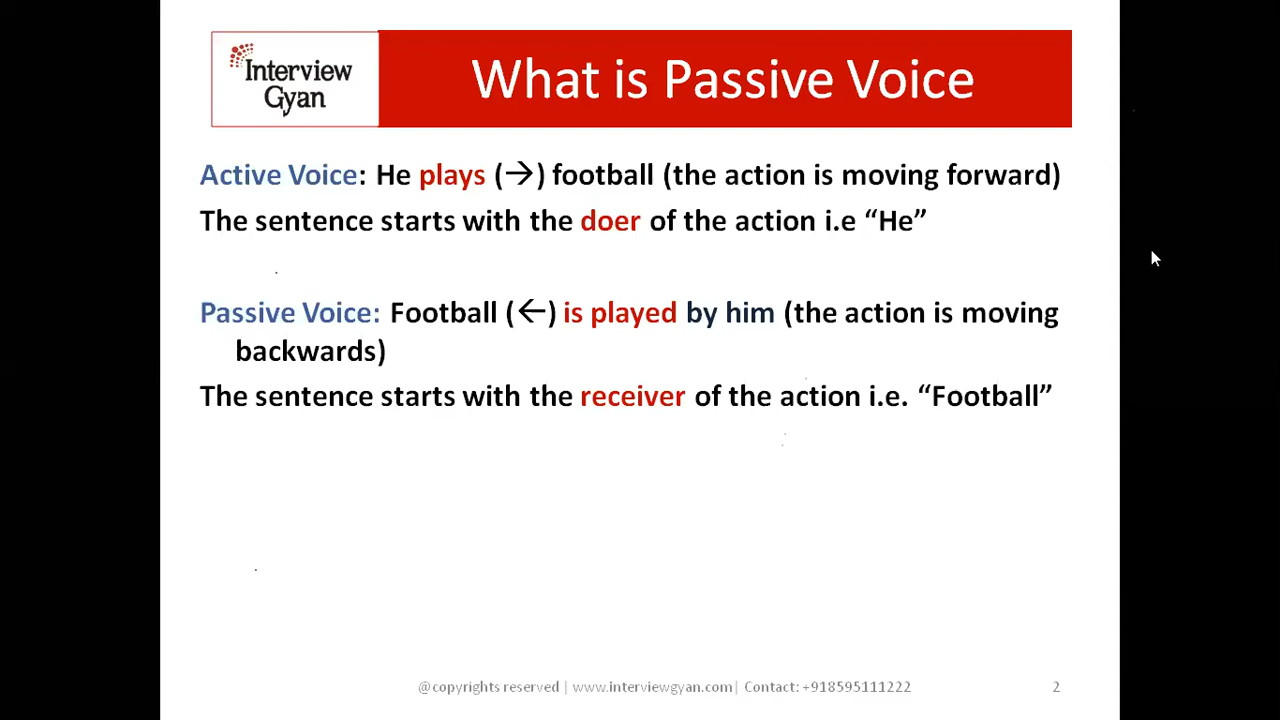 Interview
Gyan
What is Passive Voice
Active Voice: He plays (→) football (the action is moving forward)
The sentence starts with the doer of the action i.e “He”
Passive Voice: Football (←) is played by him (the action is moving
backwards)
The sentence starts with the receiver of the action i.e. “Football”
@copyrights reserved | www.interviewgyan.com| Contact: +918595111222
2